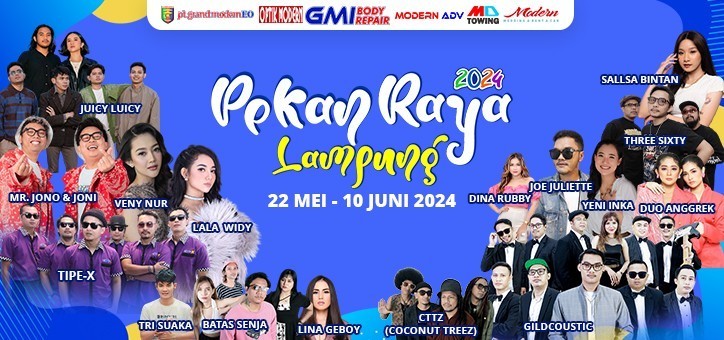 pt.grandmodernEO
OPTIK MODERN
GMI BODY REPAIR
MODERN ADV
MD TOWING
Modern
Pekan Raya
2024
Lampung
22 MEI - 10 JUNI 2024
JUICY LUICY
SALLSA BINTAN
THREE SIXTY
MR. JONO & JONI
VENY NUR
LALA WIDY
DINA RUBBY
JOE JULIETTE
YENI INKA
DUO ANGGREK
TIPE-X
TRI SUAKA
BATAS SENJA
LINA GEBOY
CTTZ
(COCONUT TREEZ)
GILDCOUSTIC